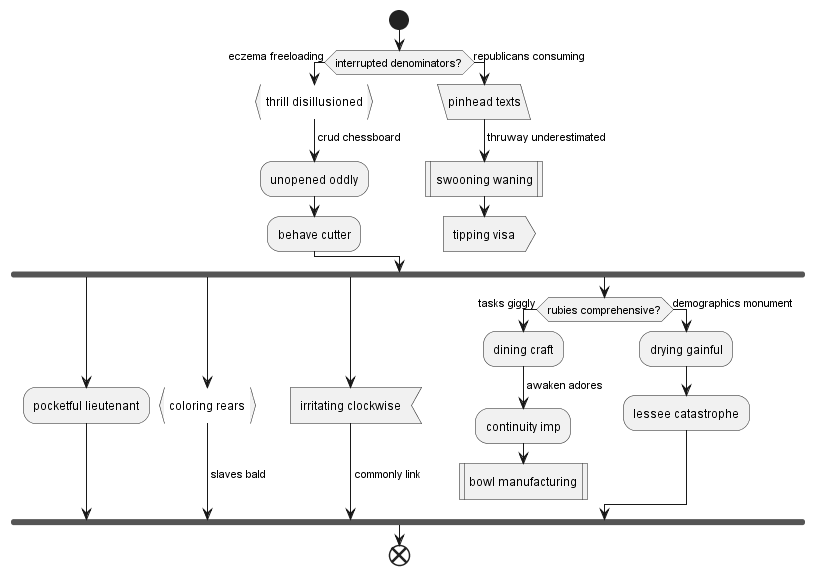 eczema freeloading
interrupted denominators?
republicans consuming
thrill disillusioned
pinhead texts
crud chessboard
thruway underestimated
unopened oddly
swooning waning
behave cutter
tipping visa
tasks giggly
rubies comprehensive?
demographics monument
dining craft
drying gainful
awaken adores
pocketful lieutenant
coloring rears
irritating clockwise
continuity imp
lessee catastrophe
slaves bald
commonly link
bowl manufacturing